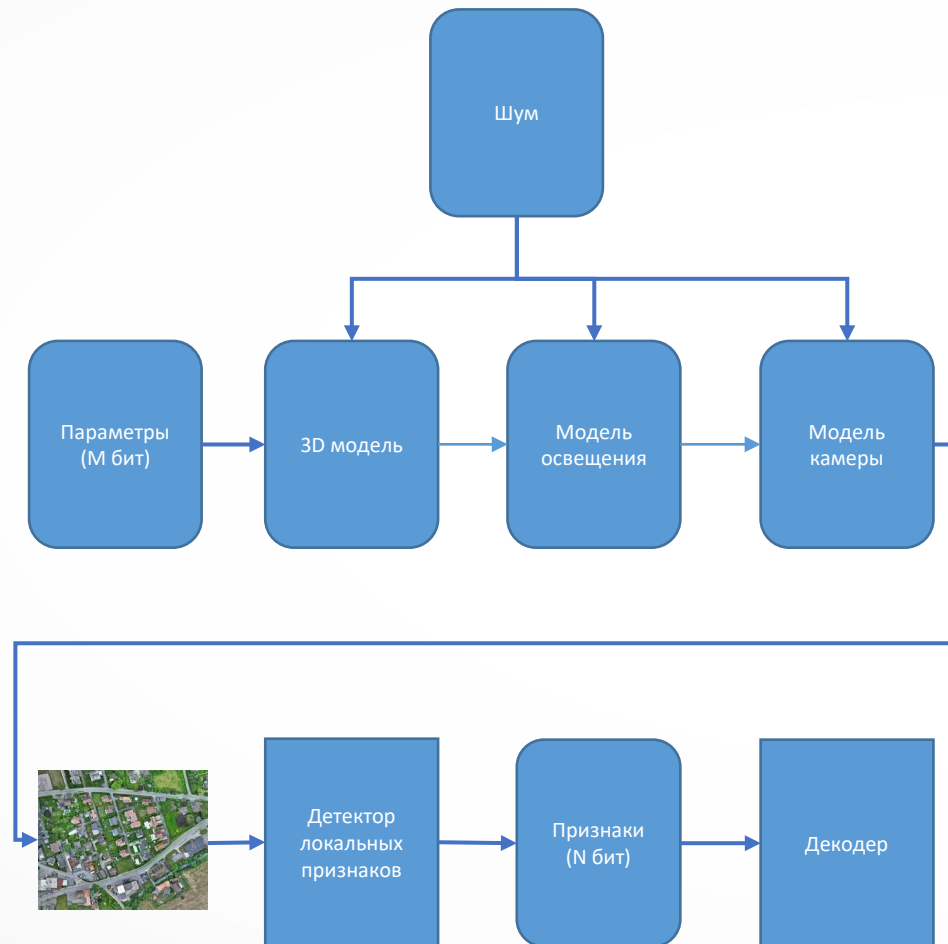 Шум
Параметры
(M бит)
3D модель
Модель
освещения
Модель
камеры
Детектор
локальных
признаков
Признаки
(N бит)
Декодер